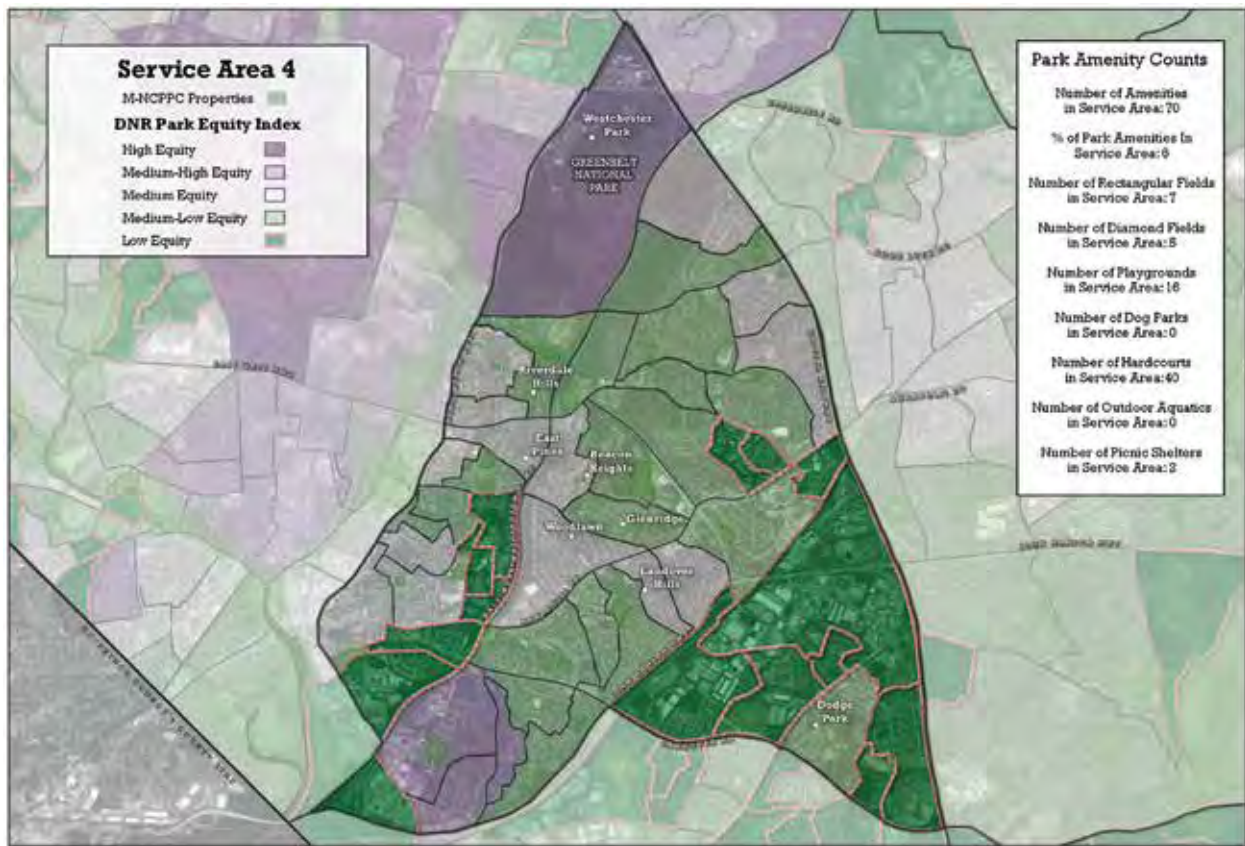 Service Area 4
M-NCPPC Properties
DNR Park Equity Index
High Equity
Medium-High Equity
Medium Equity
Medium-Low Equity
Low Equity
Park Amenity Counts
Number of Amenities
in Service Area: 70
% of Park Amenities In
Service Area: 6
Number of Rectangular Fields
in Service Area: 7
Number of Diamond Fields
in Service Area: 5
Number of Playgrounds
in Service Area: 16
Number of Dog Parks
in Service Area: 0
Number of Hardcourts
in Service Area: 40
Number of Outdoor Aquatics
in Service Area: 0
Number of Picnic Shelters
in Service Area: 2
Westchester
Park
GREENBELT
NATIONAL
PARK
Riverdale
Hills
East
Pines
Beacon
Heights
Woodlawn
Glenridge
Landover
Hills
Dodge
Park